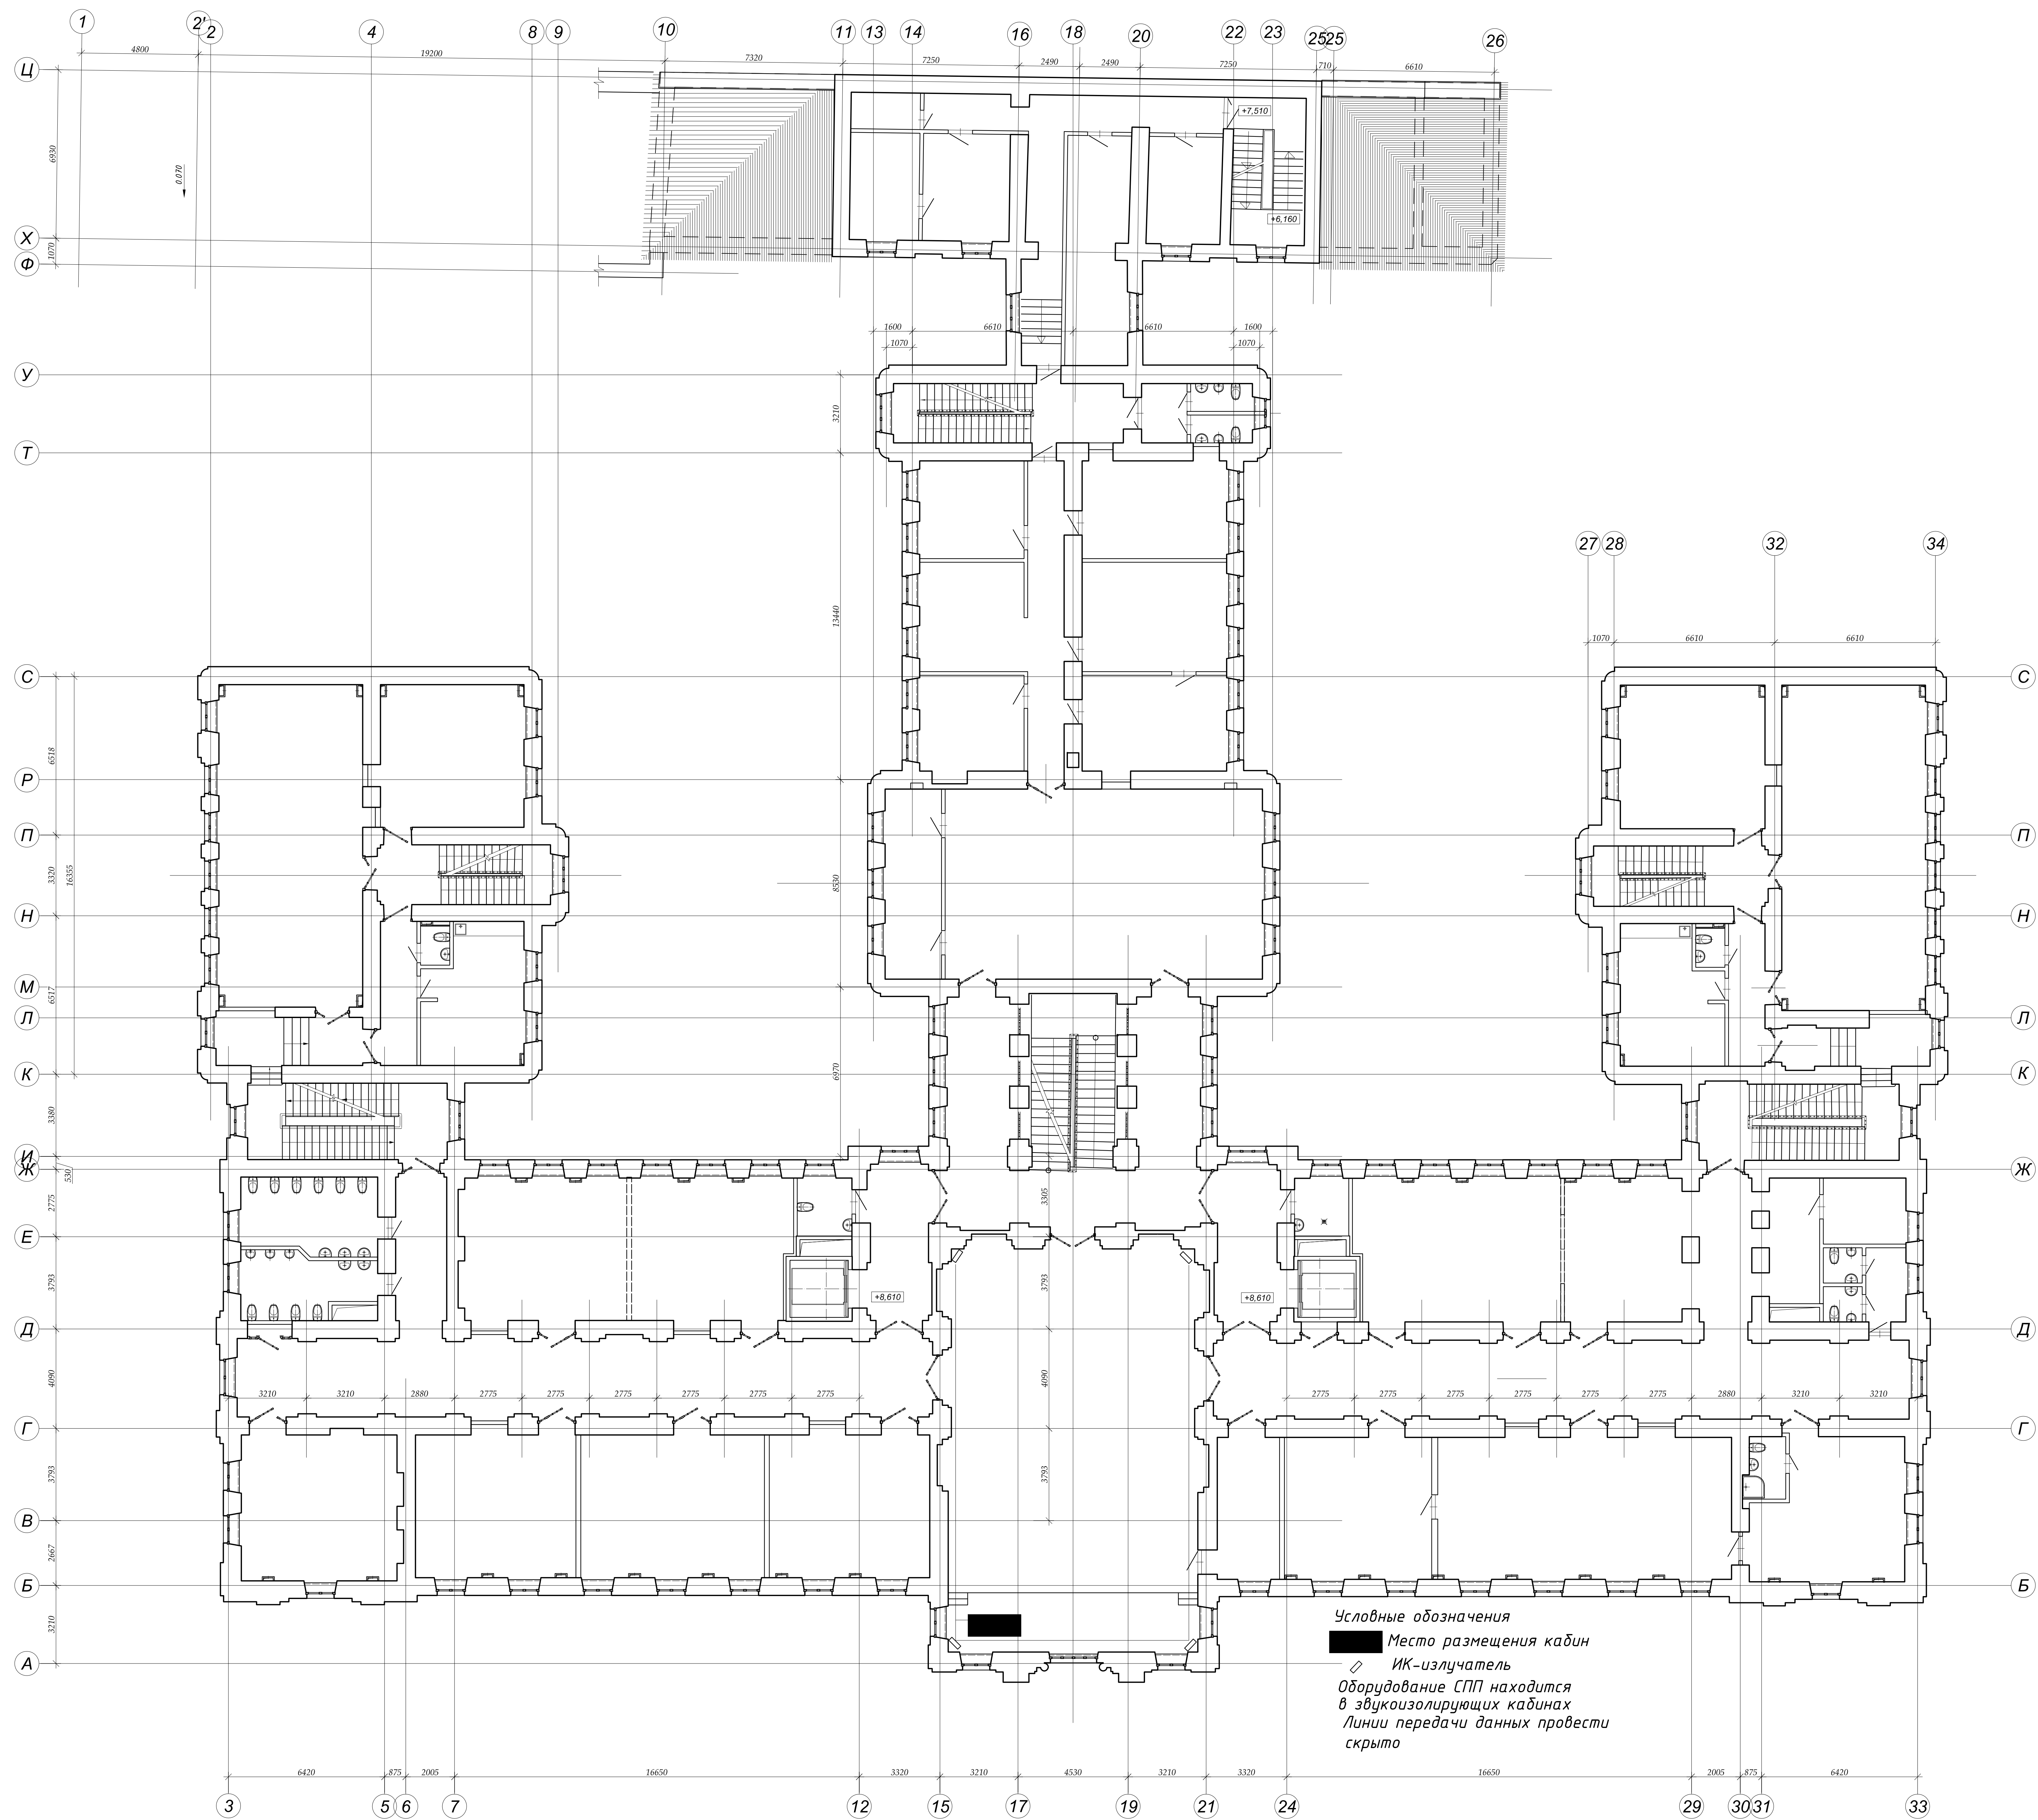 1 2' 2 4 8 9 10 11 13 14 16 18 20 22 23 25 25 26
4800 19200 7320 7250 2490 2490 7250 710 6610
Ц
+7,510
6930
0.070
+6,160
Х
1070
Ф
1600 6610 6610 1600
1070 1070
У
3210
Т
27 28 32 34
13440
1070 6610 6610
С С
6518
16355
Р
П П
3320
8530
Н Н
6517
М
Л Л
6970
К К
3380
И
Ж Ж
530
2775
3305
Е
3793 3793
+8,610 +8,610
Д Д
4090 4090
3210 3210 2880 2775 2775 2775 2775 2775 2775 2775 2775 2775 2775 2775 2775 2880 3210 3210
Г Г
3793 3793
В
2667
Б Б
3210
А
Условные обозначения
Место размещения кабин
ИК-излучатель
Оборудование СПП находится
в звукоизолирующих кабинах
Линии передачи данных провести
скрыто
6420 875 2005 16650 3320 3210 4530 3210 3320 16650 2005 875 6420
3 5 6 7 12 15 17 19 21 24 29 30 31 33